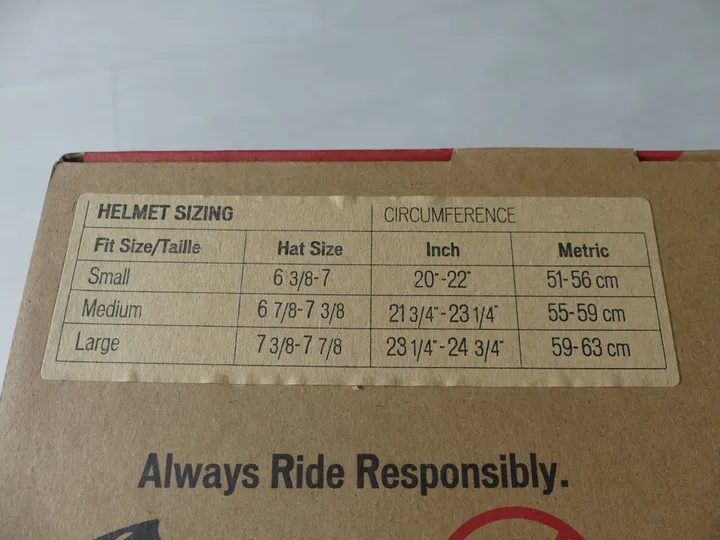 HELMET SIZING CIRCUMFERENCE
Fit Size/Taille Hat Size Inch Metric
Small 6 3/8-7 20"-22" 51-56 cm
Medium 6 7/8-7 3/8 21 3/4"-23 1/4" 55-59 cm
Large 7 3/8-7 7/8 23 1/4"-24 3/4" 59-63 cm
Always Ride Responsibly.